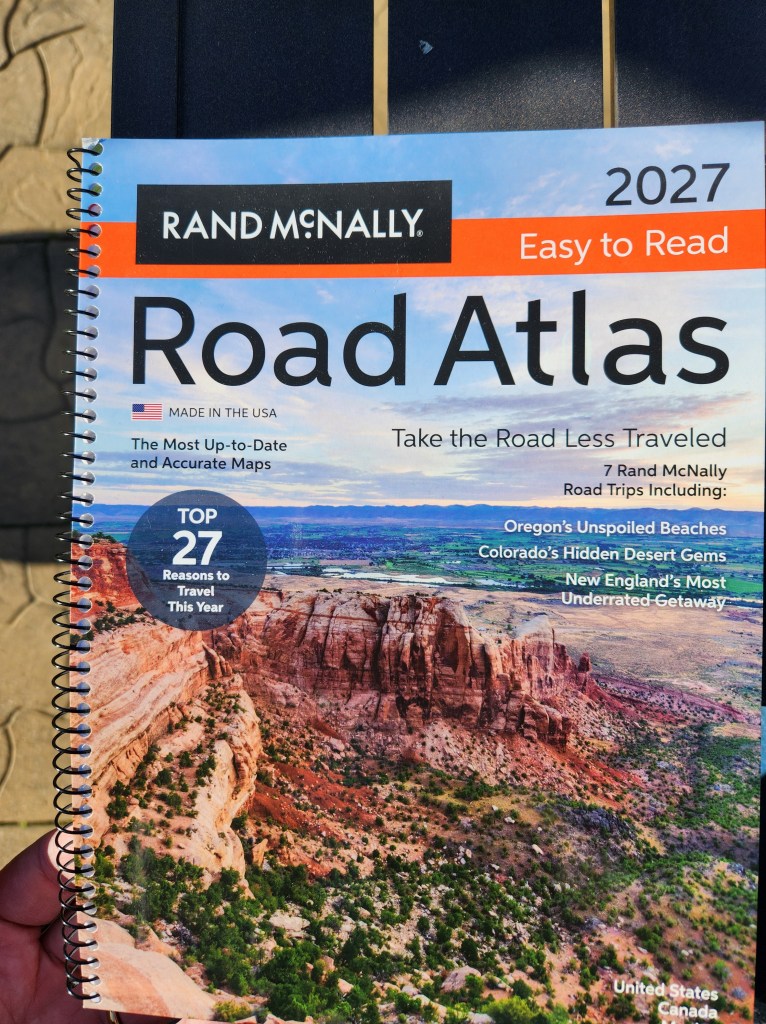 2027
RAND McNALLY®
Easy to Read
Road Atlas
MADE IN THE USA
The Most Up-to-Date
and Accurate Maps
Take the Road Less Traveled
7 Rand McNally
Road Trips Including:
Oregon's Unspoiled Beaches
Colorado's Hidden Desert Gems
New England's Most
Underrated Getaway
TOP
27
Reasons to
Travel
This Year
United States
Canada